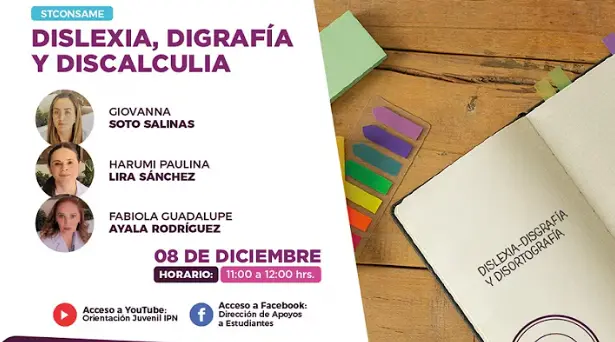 STCONSAME
DISLEXIA, DIGRAFÍA
Y DISCALCULIA
GIOVANNA
SOTO SALINAS
HARUMI PAULINA
LIRA SÁNCHEZ
FABIOLA GUADALUPE
AYALA RODRÍGUEZ
08 DE DICIEMBRE
HORARIO: 11:00 a 12:00 hrs.
Acceso a YouTube:
Orientación Juvenil IPN
Acceso a Facebook:
Dirección de Apoyos
a Estudiantes
DISLEXIA-DISGRAFÍA
Y DISORTOGRAFÍA